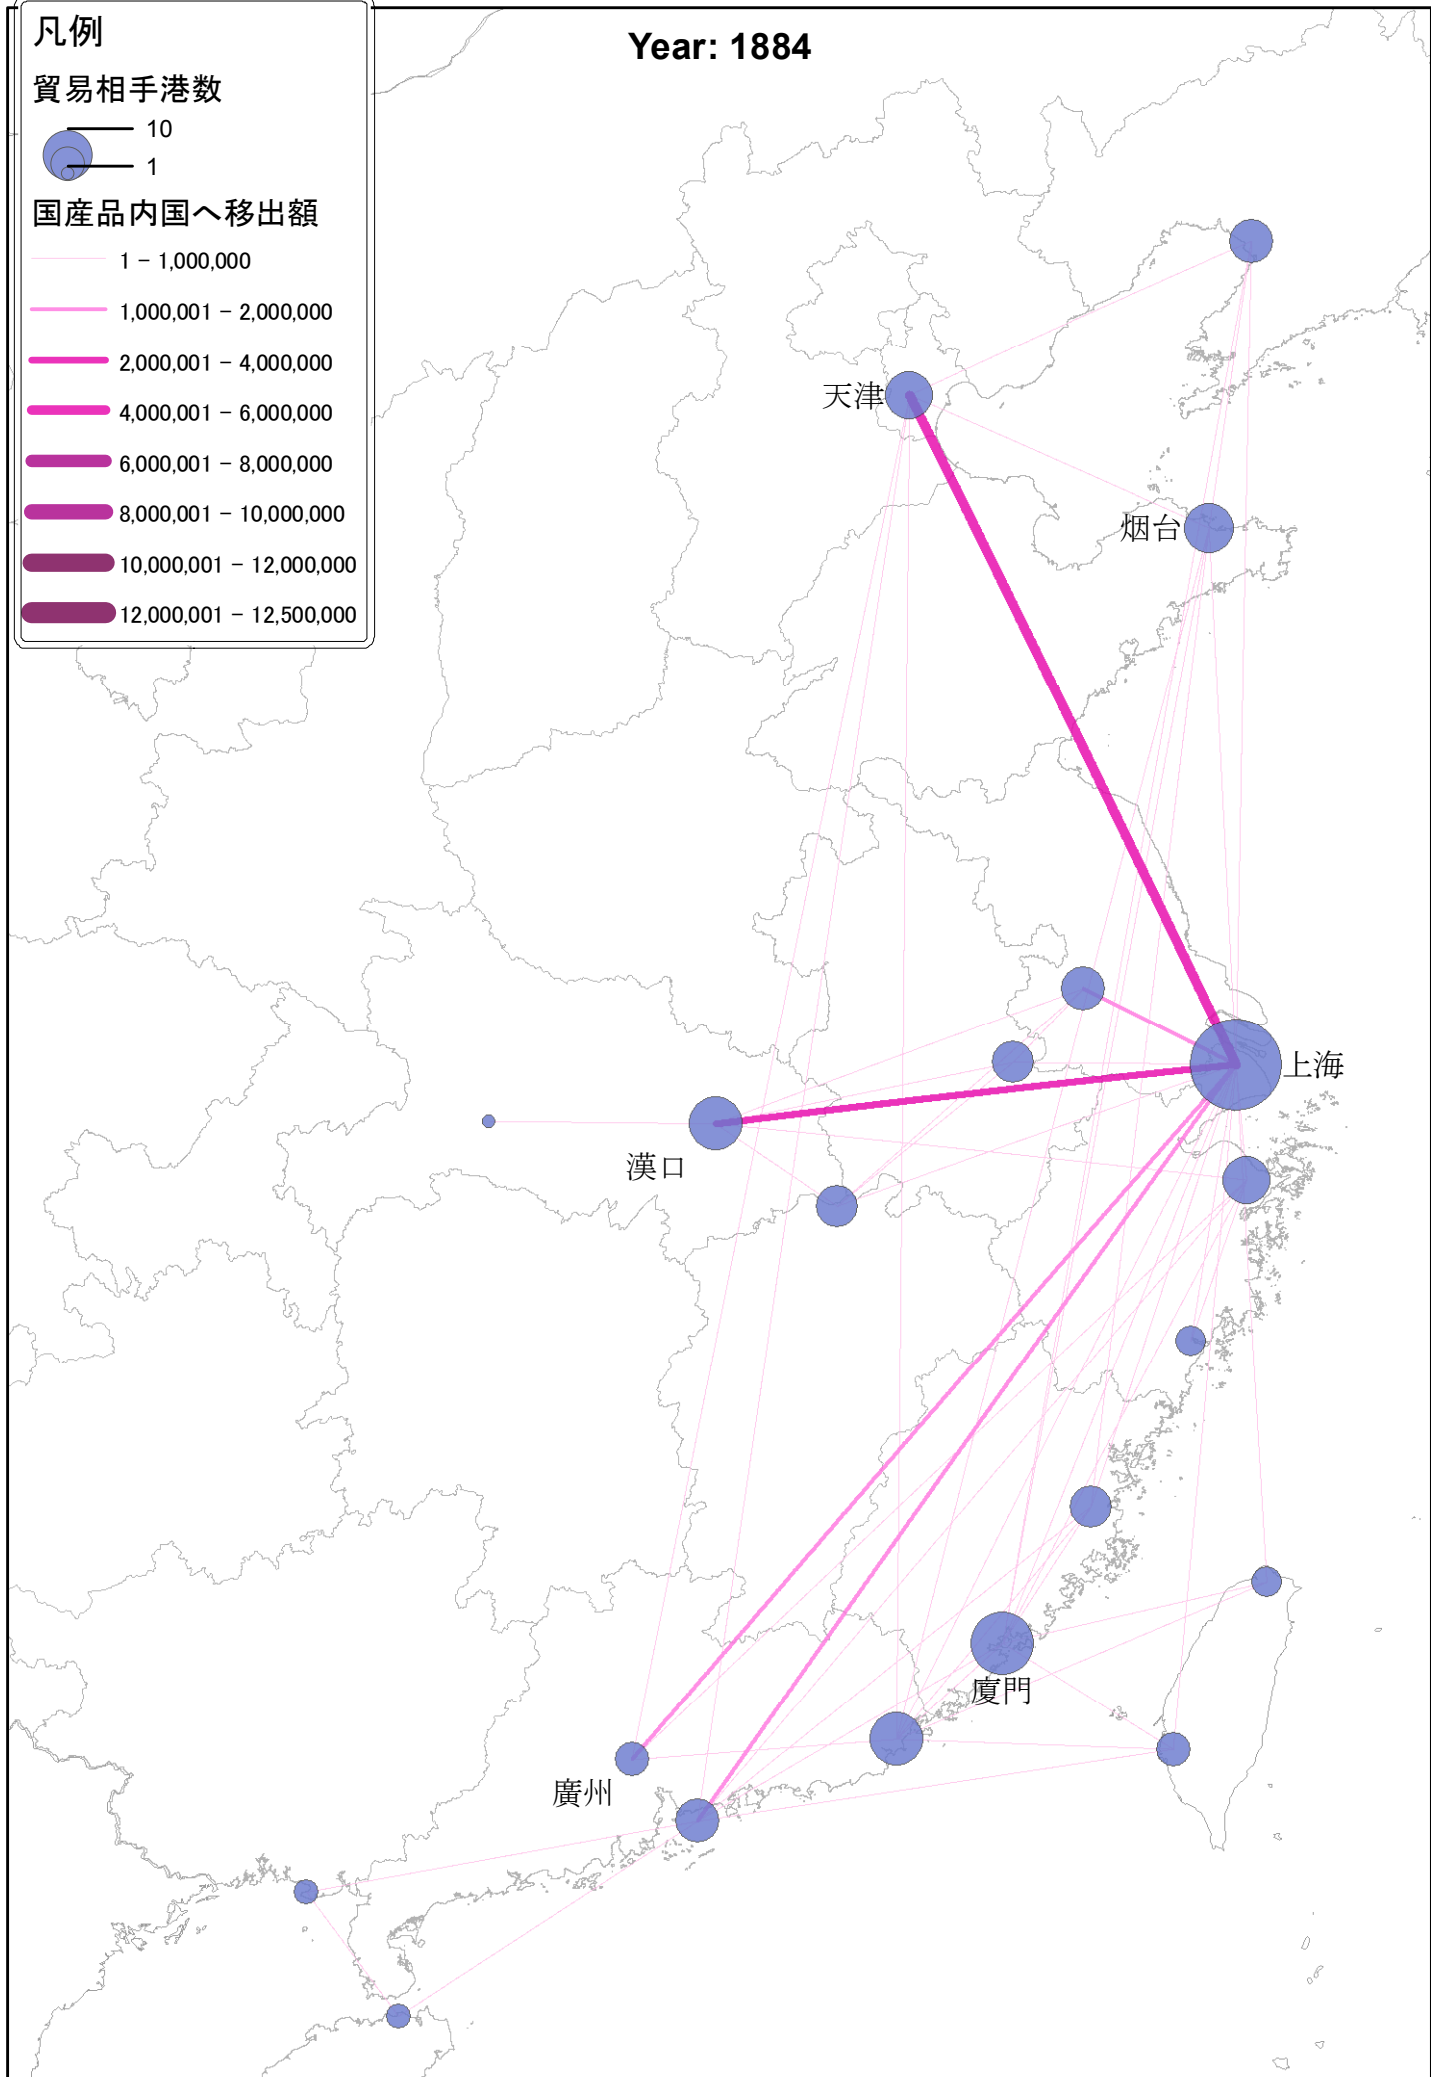 凡例
貿易相手港数
10
1
国産品内国へ移出額
1 - 1,000,000
1,000,001 - 2,000,000
2,000,001 - 4,000,000
4,000,001 - 6,000,000
6,000,001 - 8,000,000
8,000,001 - 10,000,000
10,000,001 - 12,000,000
12,000,001 - 12,500,000
Year: 1884
天津
烟台
上海
漢口
廈門
廣州